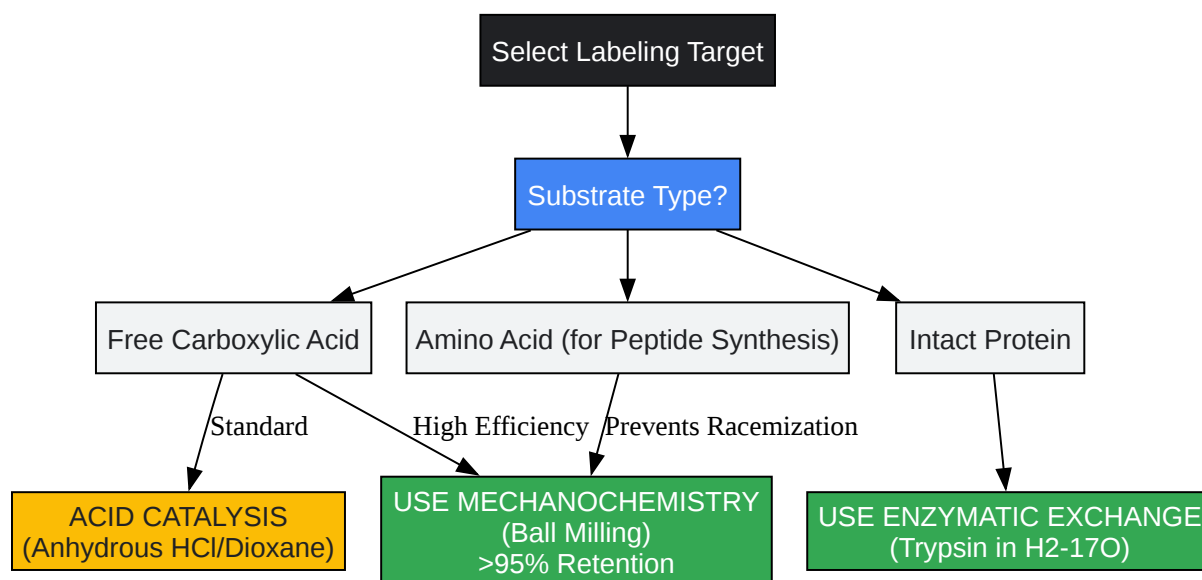 Select Labeling Target
Substrate Type?
Free Carboxylic Acid
Amino Acid (for Peptide Synthesis)
Intact Protein
Standard
High Efficiency
Prevents Racemization
ACID CATALYSIS
(Anhydrous HCl/Dioxane)
USE MECHANOCHEMISTRY
(Ball Milling)
>95% Retention
USE ENZYMATIC EXCHANGE
(Trypsin in H2-17O)